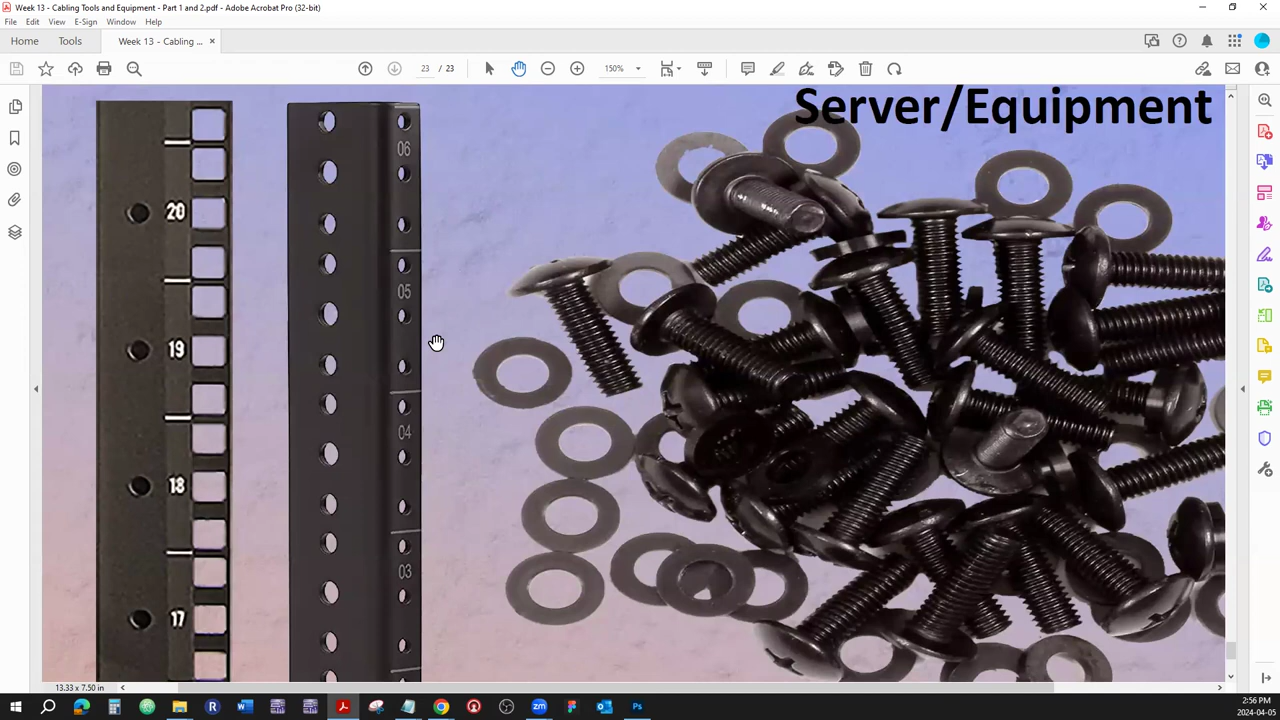 Week 13 - Cabling Tools and Equipment - Part 1 and 2.pdf - Adobe Acrobat Pro (32-bit)
File Edit View E-Sign Window Help
Home Tools Week 13 - Cabling ... ×
23 / 23 150%
Server/Equipment
06
20
05
19
04
18
03
17
13.33 x 7.50 in
2:56 PM
2024-04-05